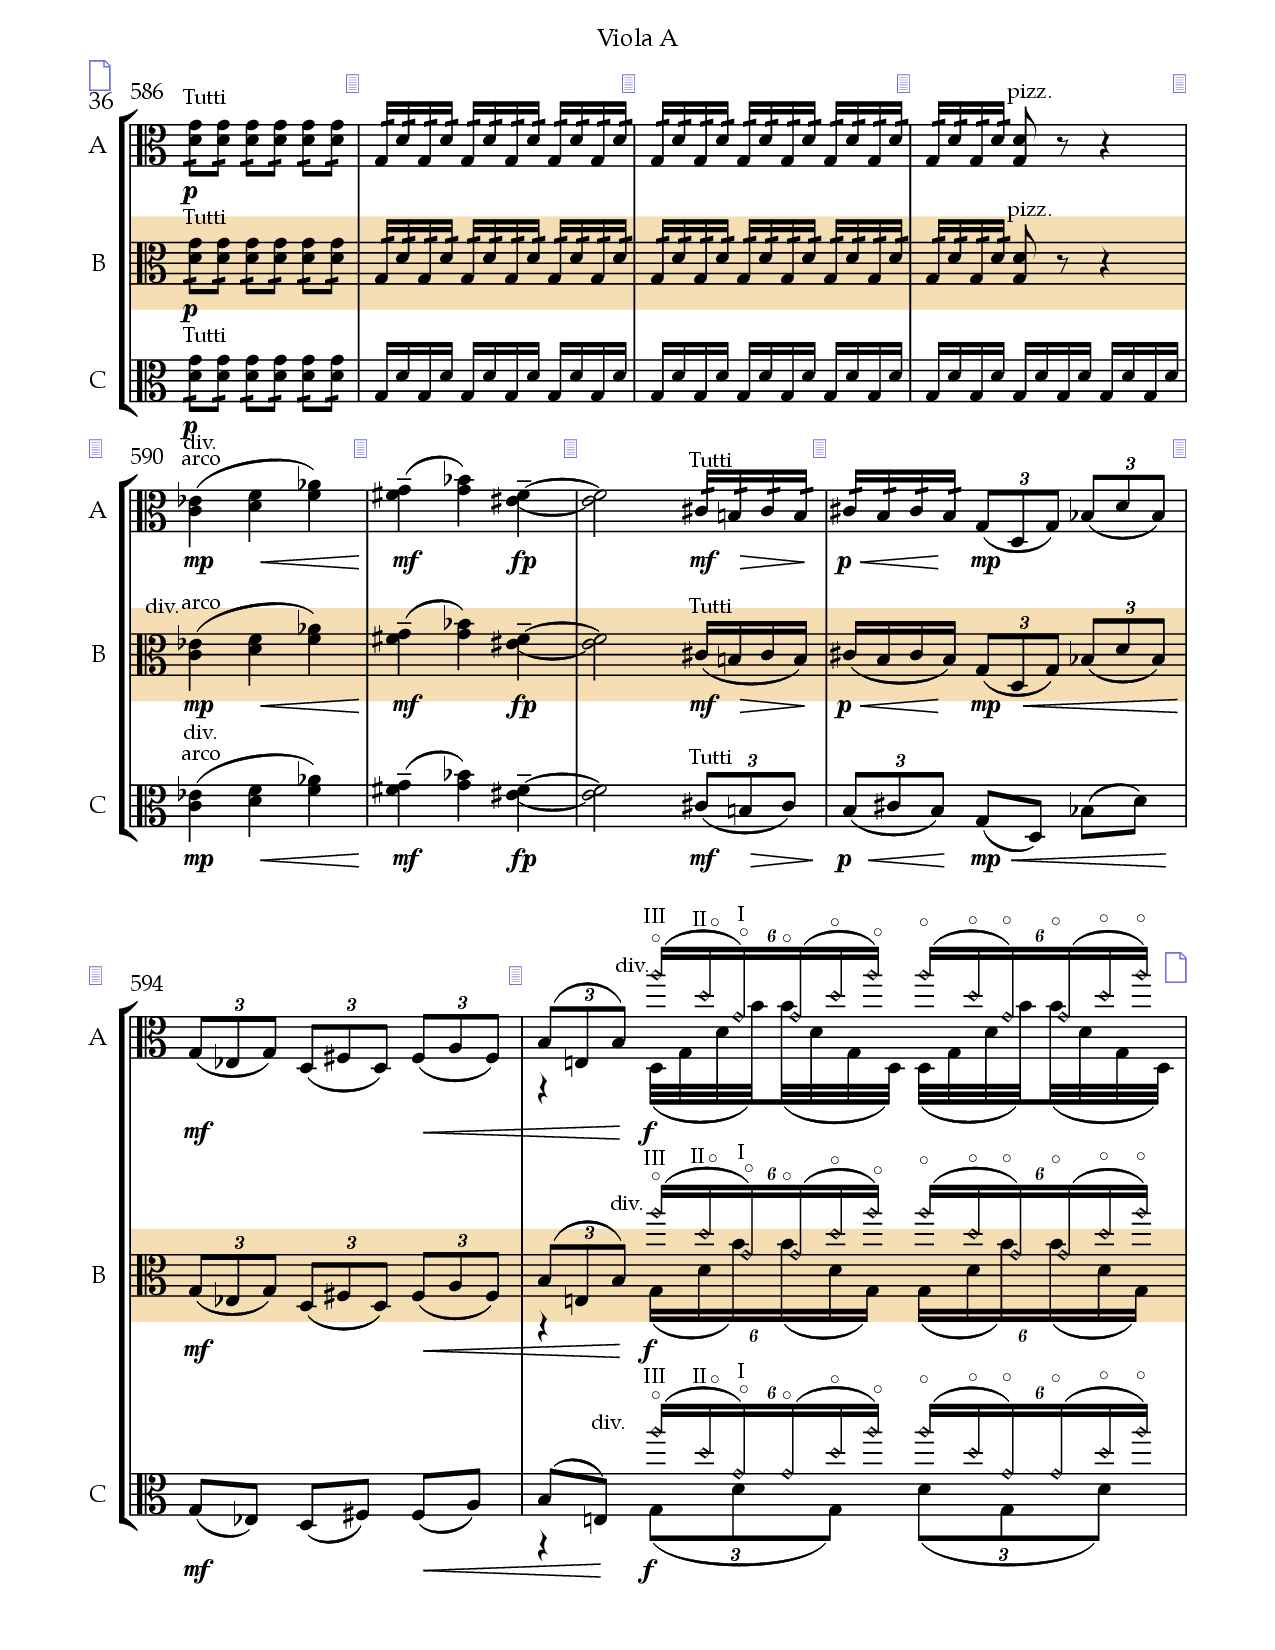 Viola A
36 586
Tutti
pizz.
A
p
Tutti
pizz.
B
p
Tutti
C
p
590
div.
arco
Tutti
3 3
A
mp mf fp mf p mp
div. arco
Tutti
3 3
B
mp mf fp mf p mp
div.
arco
Tutti 3 3
C
mp mf fp mf p mp
594
III II I
div. 6 6
3 3 3 3
A
mf f
III II I
div. 6 6
3 3 3 3
B
6 6
mf f
III II I
6 6
div.
C
3 3
mf f